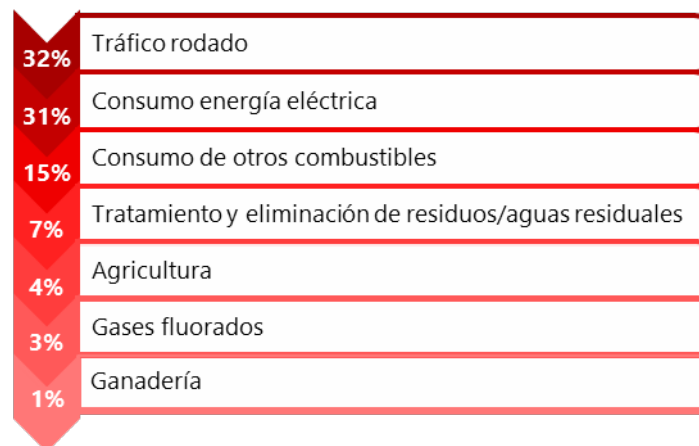 32% Tráfico rodado
31% Consumo energía eléctrica
15% Consumo de otros combustibles
7% Tratamiento y eliminación de residuos/aguas residuales
4% Agricultura
3% Gases fluorados
1% Ganadería